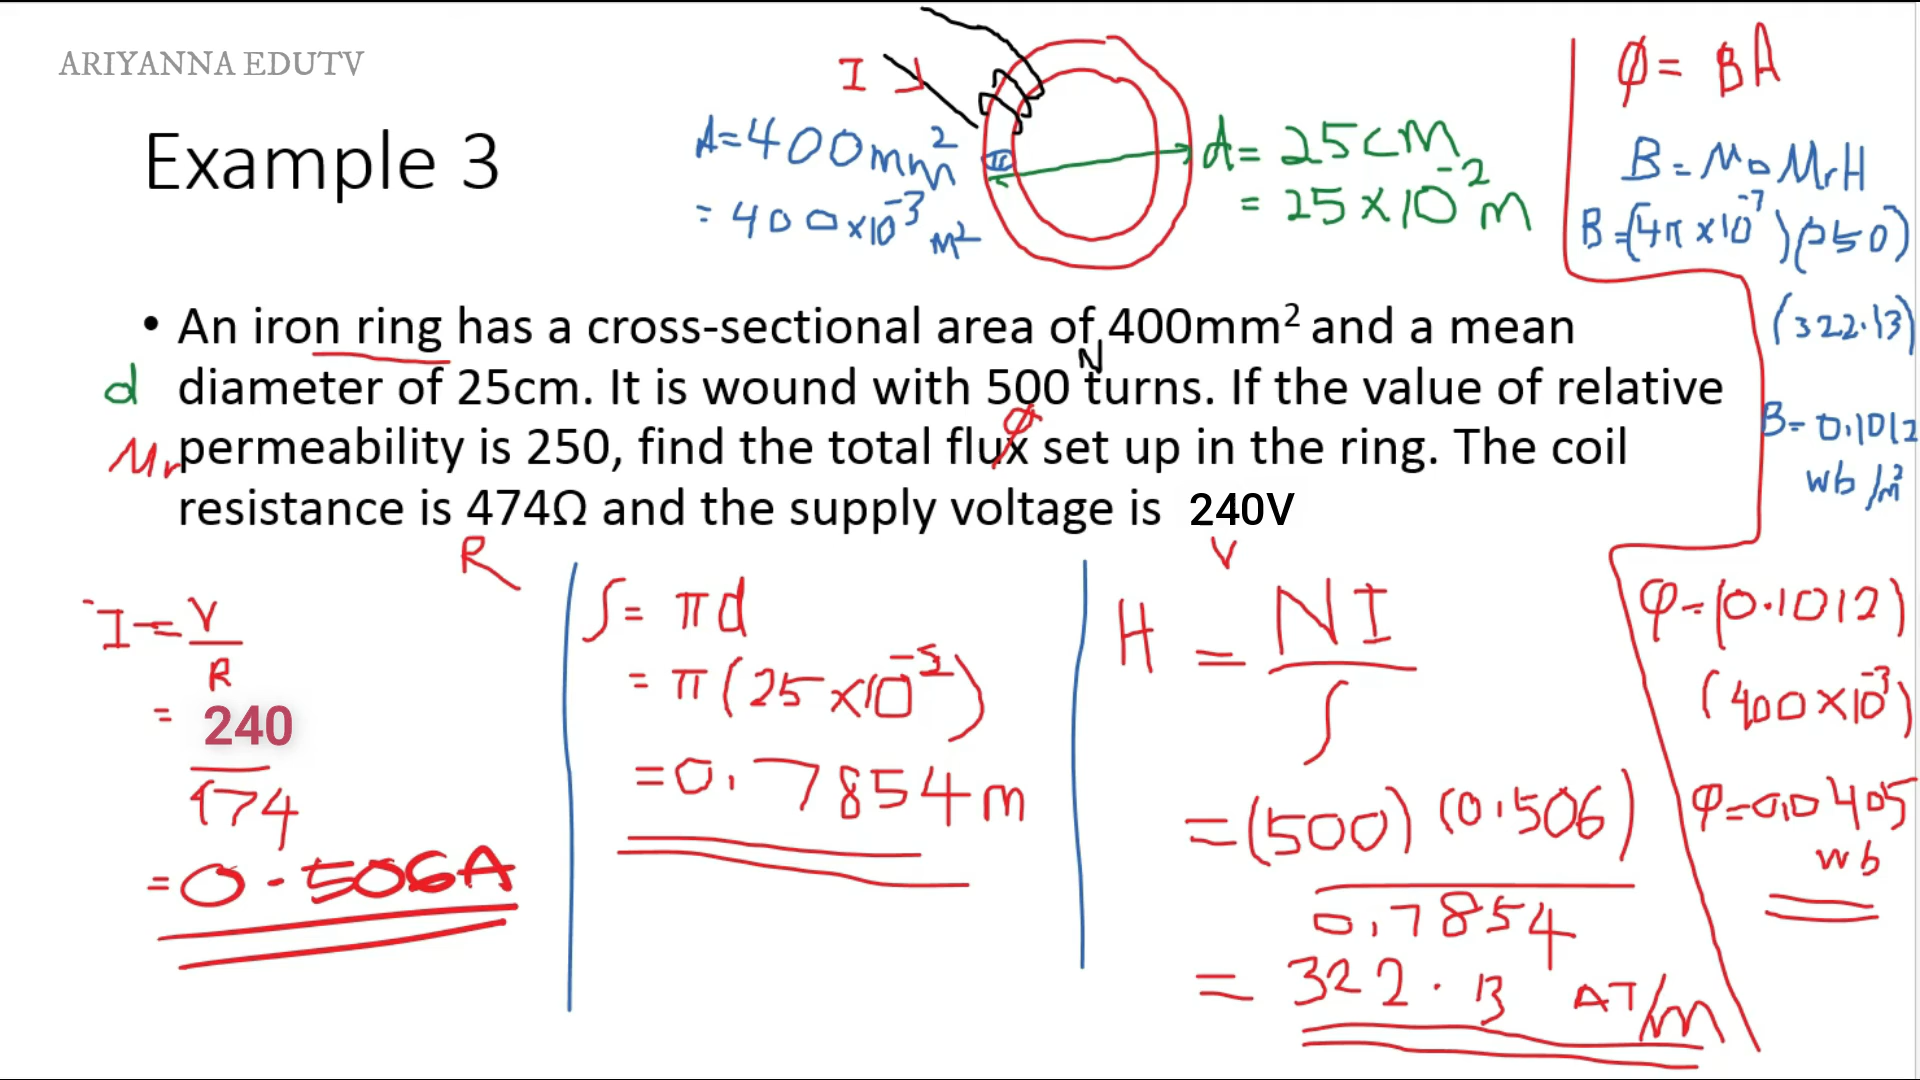 ARIYANNA EDUTV
Example 3
I
A=400mm²
= 400×10⁻³ m²
d= 25cm
= 25×10⁻² m
ϕ= BA
B=μ₀μrH
B=(4π×10⁻⁷)(250)
(322.13)
B=0.1012
wb/m²
• An iron ring has a cross-sectional area of 400mm² and a mean
N
d diameter of 25cm. It is wound with 500 turns. If the value of relative
ϕ
μr permeability is 250, find the total flux set up in the ring. The coil
resistance is 474Ω and the supply voltage is 240V
R
V
I=V/R
= 240
474
=0.506A
∫= πd
= π(25×10⁻²)
=0.7854m
H = NI
∫
=(500)(0.506)
0.7854
= 322.13 AT/m
φ=(0.1012)
(400×10⁻³)
φ=0.0405
wb